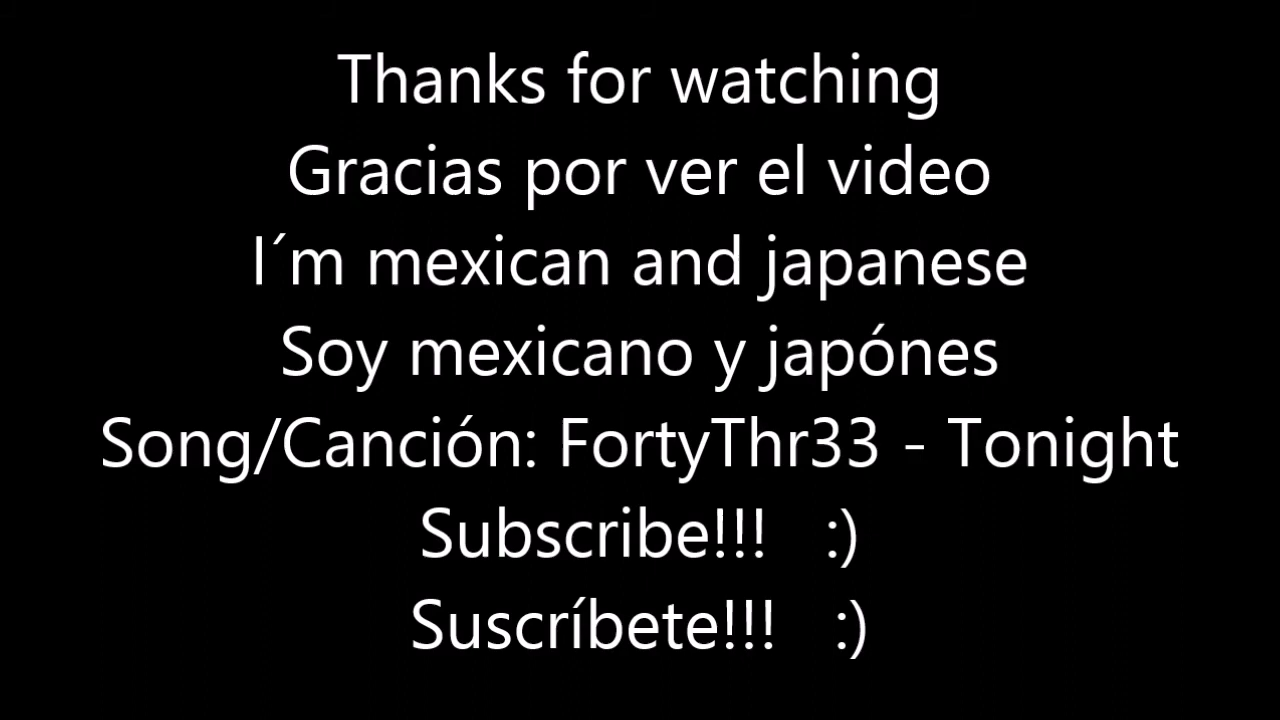 Thanks for watching
Gracias por ver el video
I´m mexican and japanese
Soy mexicano y japónes
Song/Canción: FortyThr33 - Tonight
Subscribe!!! :)
Suscríbete!!! :)